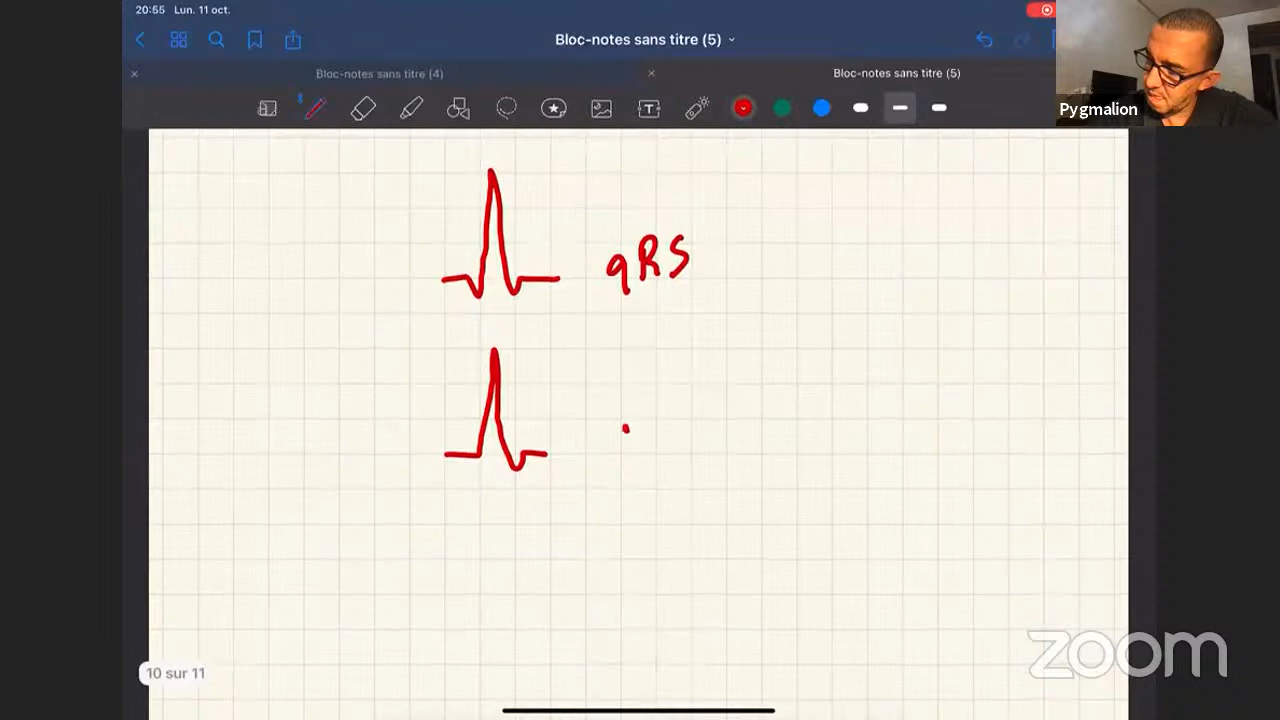 20:55 Lun. 11 oct.
Bloc-notes sans titre (5)
Bloc-notes sans titre (4)
Bloc-notes sans titre (5)
Pygmalion
qRS
10 sur 11
zoom